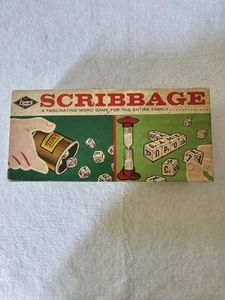 Lowe
SCRIBBAGE
A FASCINATING WORD GAME FOR THE ENTIRE FAMILY